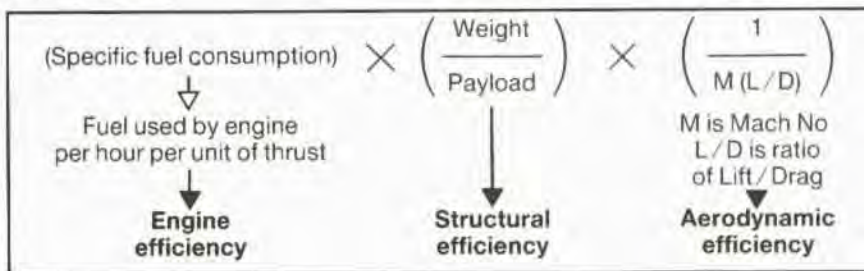 (Specific fuel consumption) × ( Weight / Payload ) × ( 1 / M (L/D) )
Fuel used by engine
per hour per unit of thrust
Engine
efficiency
Structural
efficiency
M is Mach No
L/D is ratio
of Lift/Drag
Aerodynamic
efficiency